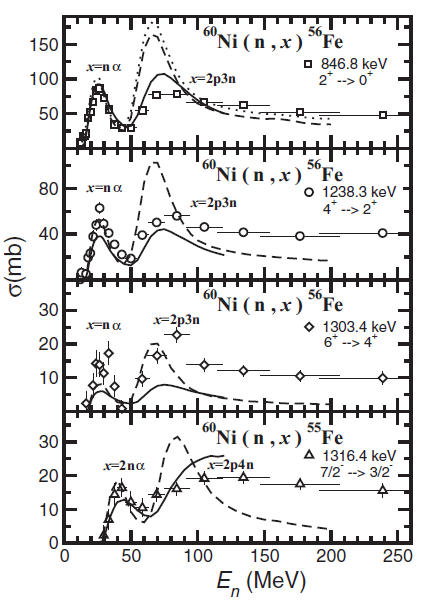 ⁶⁰Ni ( n , x ) ⁵⁶Fe
150
100
50
x=nα
x=2p3n
846.8 keV
2⁺ --> 0⁺
⁶⁰Ni ( n , x ) ⁵⁶Fe
80
40
x=nα
x=2p3n
1238.3 keV
4⁺ --> 2⁺
σ(mb)
⁶⁰Ni ( n , x ) ⁵⁶Fe
30
20
10
x=nα
x=2p3n
1303.4 keV
6⁺ --> 4⁺
⁶⁰Ni ( n , x ) ⁵⁵Fe
30
20
10
0
x=2nα
x=2p4n
1316.4 keV
7/2⁻ --> 3/2⁻
0 50 100 150 200 250
Eₙ (MeV)